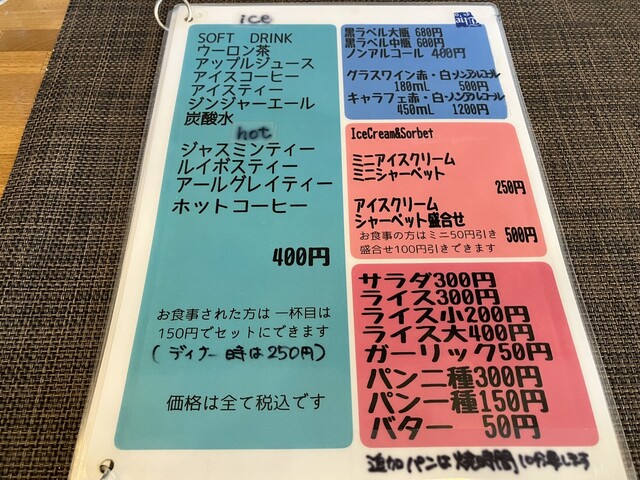 ice
SOFT DRINK
ウーロン茶
アップルジュース
アイスコーヒー
アイスティー
ジンジャーエール
炭酸水
hot
ジャスミンティー
ルイボスティー
アールグレイティー
ホットコーヒー
400円
お食事された方は 一杯目は
150円でセットにできます
(ディナー時は250円)
価格は全て税込です
黒ラベル大瓶 680円
黒ラベル中瓶 680円
ノンアルコール 400円
グラスワイン赤・白・ノンアルコール
180mL 500円
キャラフェ赤・白・ノンアルコール
450mL 1200円
IceCream&Sorbet
ミニアイスクリーム
ミニシャーベット
250円
アイスクリーム
シャーベット盛合せ
500円
お食事の方はミニ50円引き
盛合せ100円引きできます
サラダ300円
ライス300円
ライス小200円
ライス大400円
ガーリック50円
パン二種300円
パン一種150円
バター 50円
追加パンは焼時間10分